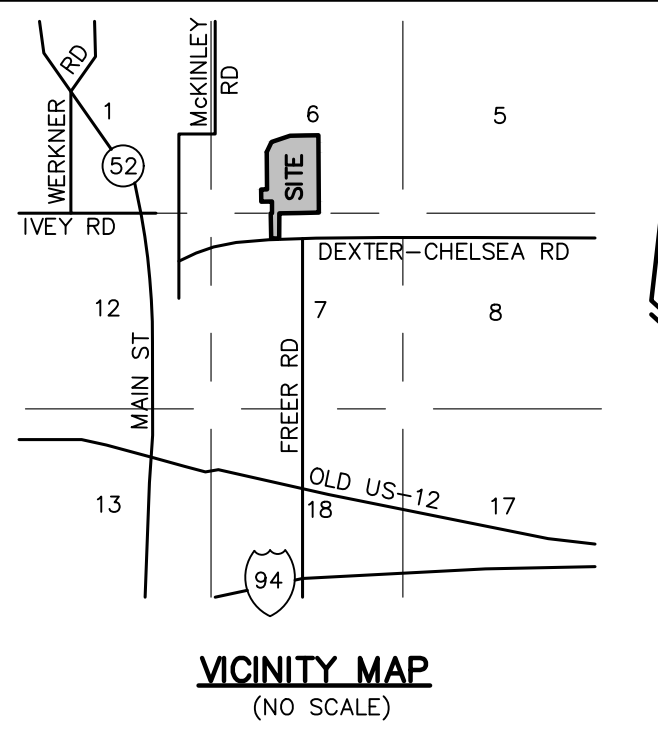 McKINLEY
RD
RD
1
6
5
52
WERKNER
SITE
IVEY RD
DEXTER-CHELSEA RD
12
7
8
MAIN ST
FREER RD
OLD US-12
13
18
17
94
VICINITY MAP
(NO SCALE)